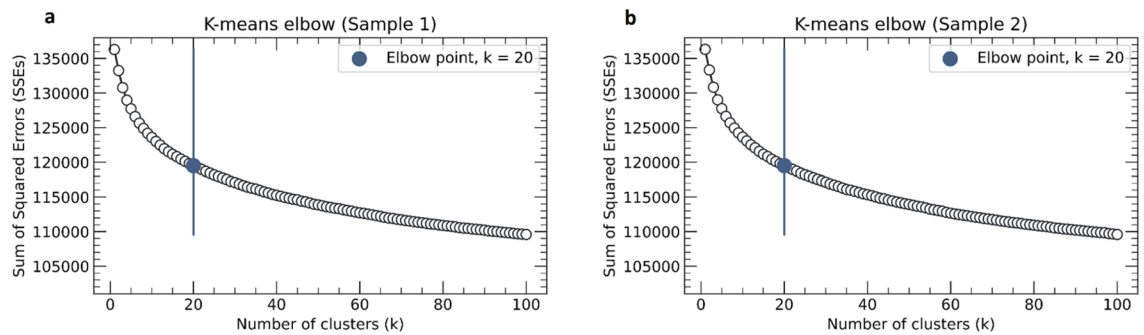 a
K-means elbow (Sample 1)
Elbow point, k = 20
Sum of Squared Errors (SSEs)
135000
130000
125000
120000
115000
110000
105000
0 20 40 60 80 100
Number of clusters (k)
b
K-means elbow (Sample 2)
Elbow point, k = 20
Sum of Squared Errors (SSEs)
135000
130000
125000
120000
115000
110000
105000
0 20 40 60 80 100
Number of clusters (k)